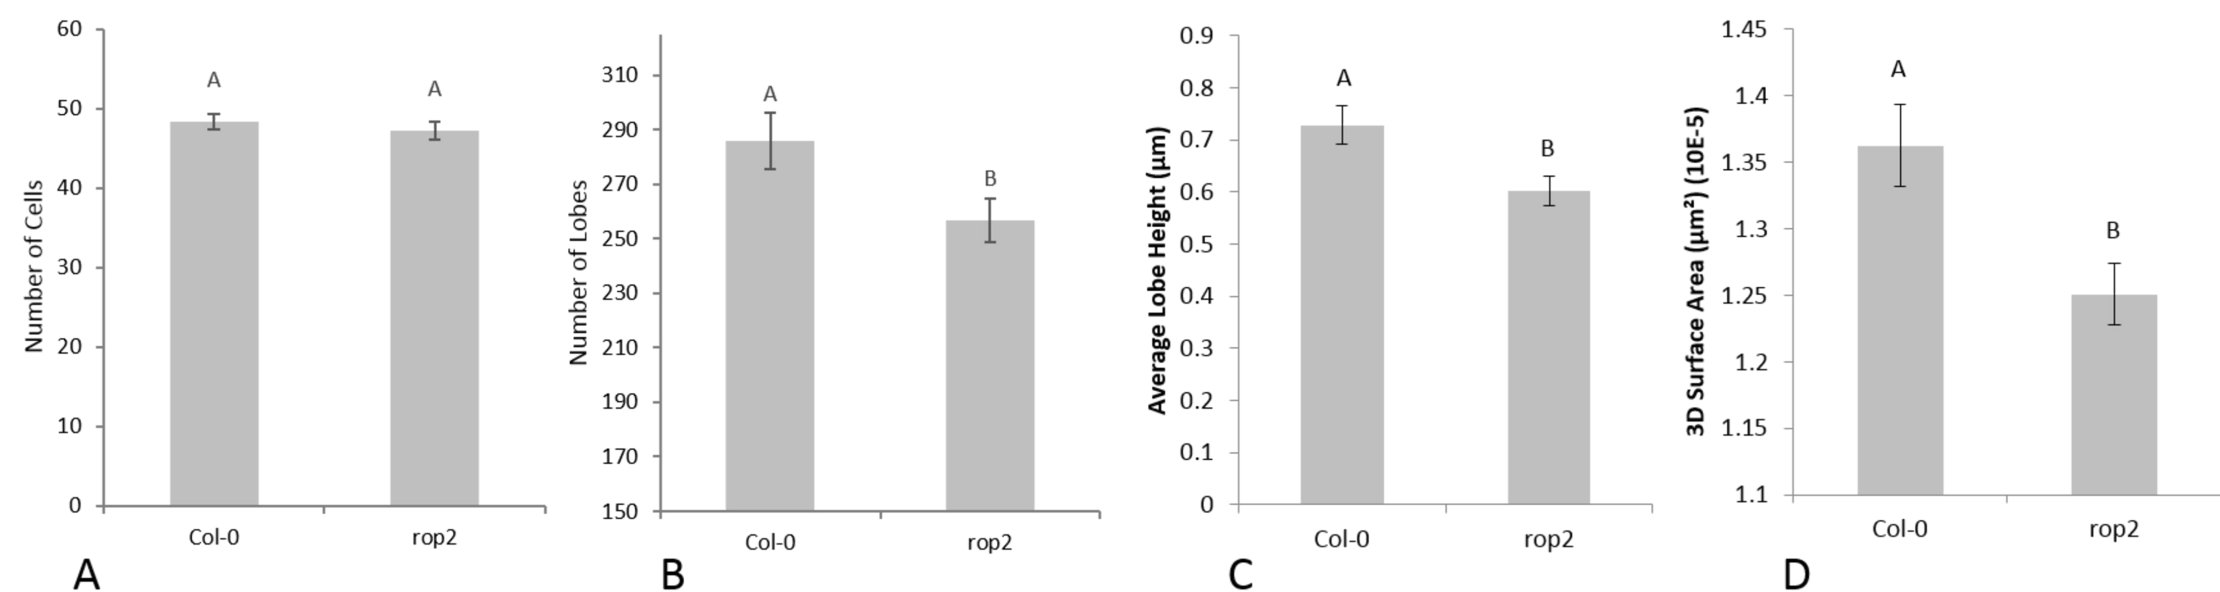 Number of Cells
60
50
40
30
20
10
0
A
A
Col-0
rop2
A
Number of Lobes
310
290
270
250
230
210
190
170
150
A
B
Col-0
rop2
B
Average Lobe Height (µm)
0.9
0.8
0.7
0.6
0.5
0.4
0.3
0.2
0.1
0
A
B
Col-0
rop2
C
3D Surface Area (µm²) (10E-5)
1.45
1.4
1.35
1.3
1.25
1.2
1.15
1.1
A
B
Col-0
rop2
D